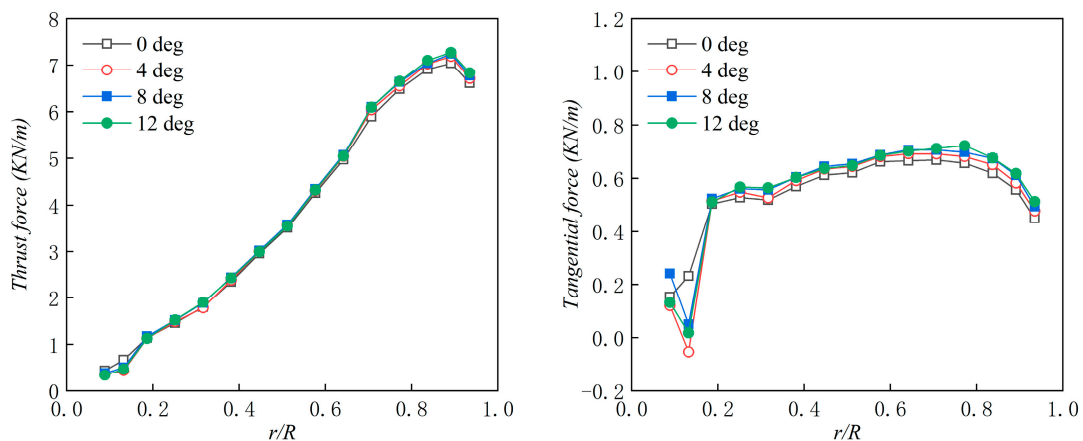 8
7
6
5
4
3
2
1
0
Thrust force (KN/m)
0 deg
4 deg
8 deg
12 deg
0.0 0.2 0.4 0.6 0.8 1.0
r/R
1.2
1.0
0.8
0.6
0.4
0.2
0.0
−0.2
Tangential force (KN/m)
0 deg
4 deg
8 deg
12 deg
0.0 0.2 0.4 0.6 0.8 1.0
r/R